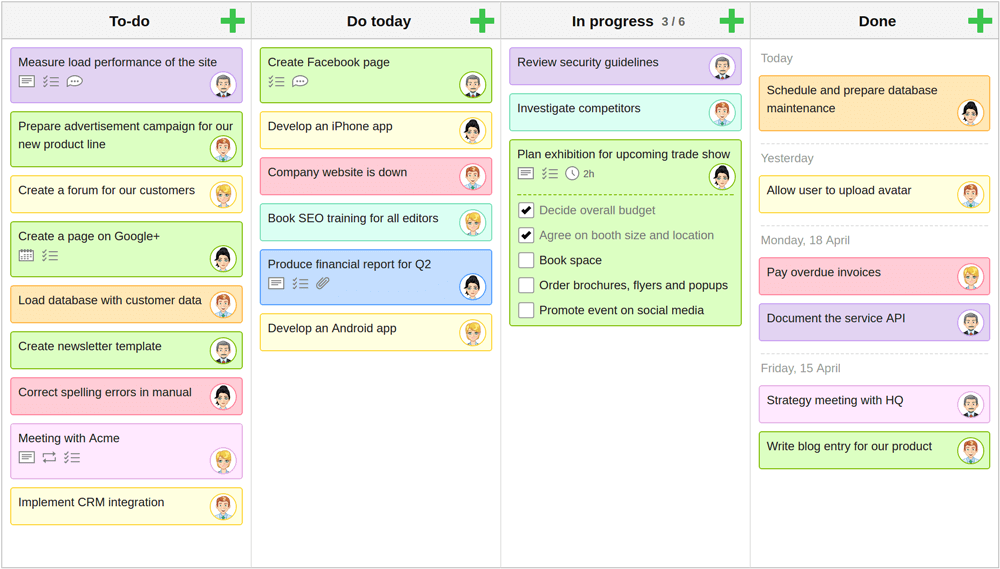 To-do
Measure load performance of the site
Prepare advertisement campaign for our
new product line
Create a forum for our customers
Create a page on Google+
Load database with customer data
Create newsletter template
Correct spelling errors in manual
Meeting with Acme
Implement CRM integration
Do today
Create Facebook page
Develop an iPhone app
Company website is down
Book SEO training for all editors
Produce financial report for Q2
Develop an Android app
In progress 3 / 6
Review security guidelines
Investigate competitors
Plan exhibition for upcoming trade show
2h
Decide overall budget
Agree on booth size and location
Book space
Order brochures, flyers and popups
Promote event on social media
Done
Today
Schedule and prepare database
maintenance
Yesterday
Allow user to upload avatar
Monday, 18 April
Pay overdue invoices
Document the service API
Friday, 15 April
Strategy meeting with HQ
Write blog entry for our product